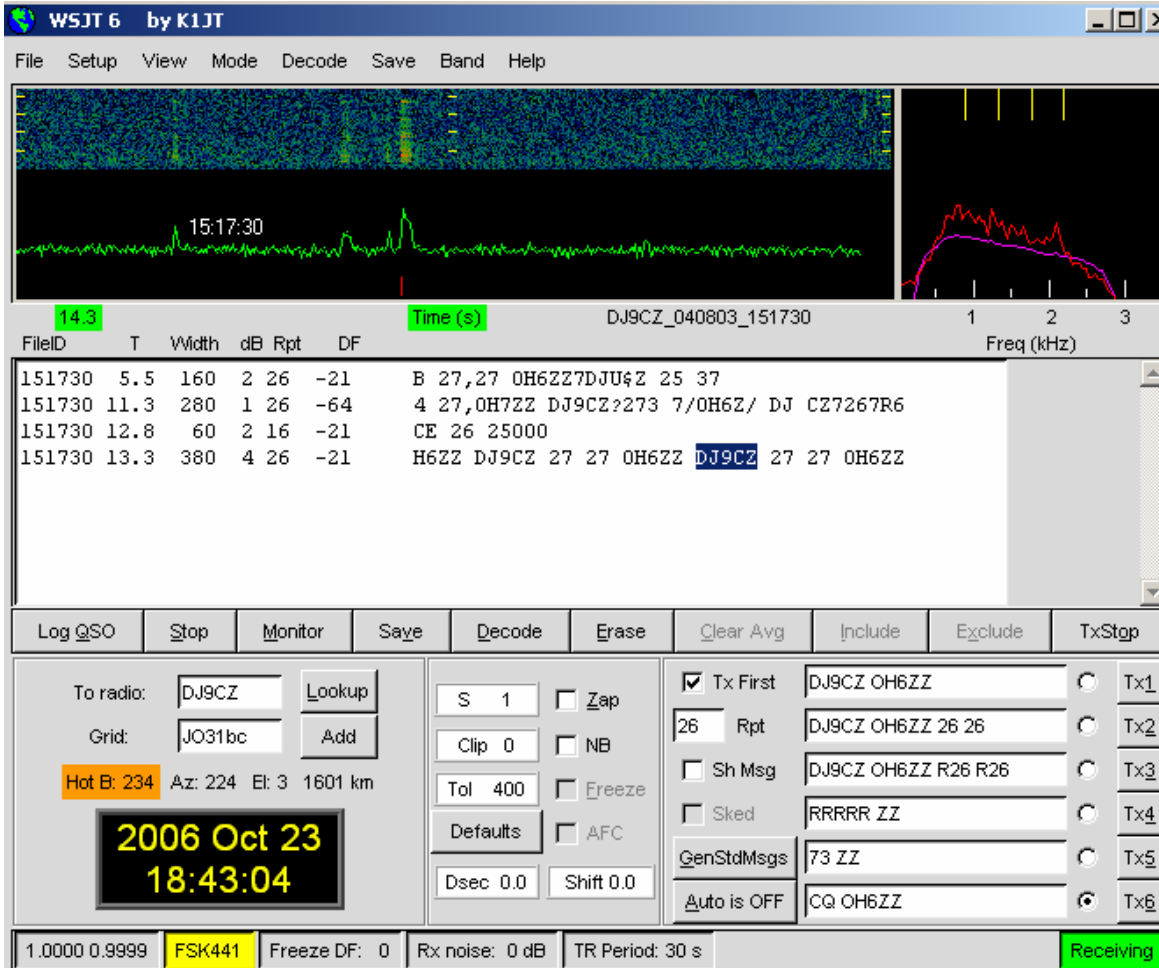 WSJT 6 by K1JT
File Setup View Mode Decode Save Band Help
15:17:30
14.3 Time (s) DJ9CZ_040803_151730 1 2 3
FileID T Width dB Rpt DF Freq (kHz)
151730 5.5 160 2 26 -21 B 27,27 0H6ZZ7DJU$Z 25 37
151730 11.3 280 1 26 -64 4 27,0H7ZZ DJ9CZ?273 7/0H6Z/ DJ CZ7267R6
151730 12.8 60 2 16 -21 CE 26 25000
151730 13.3 380 4 26 -21 H6ZZ DJ9CZ 27 27 0H6ZZ DJ9CZ 27 27 0H6ZZ
Log QSO Stop Monitor Save Decode Erase Clear Avg Include Exclude TxStop
To radio: DJ9CZ Lookup
Grid: JO31bc Add
Hot B: 234 Az: 224 El: 3 1601 km
2006 Oct 23
18:43:04
S 1 Zap
Clip 0 NB
Tol 400 Freeze
Defaults AFC
Dsec 0.0 Shift 0.0
Tx First DJ9CZ OH6ZZ Tx1
26 Rpt DJ9CZ OH6ZZ 26 26 Tx2
Sh Msg DJ9CZ OH6ZZ R26 R26 Tx3
Sked RRRRR ZZ Tx4
GenStdMsgs 73 ZZ Tx5
Auto is OFF CQ OH6ZZ Tx6
1.0000 0.9999 FSK441 Freeze DF: 0 Rx noise: 0 dB TR Period: 30 s Receiving